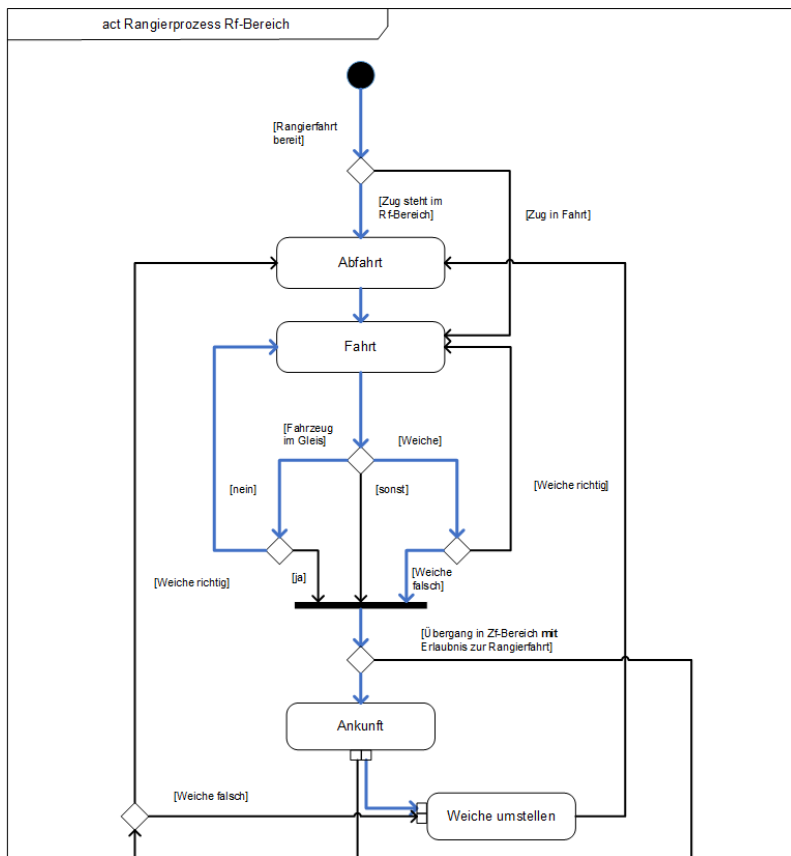 act Rangierprozess Rf-Bereich
[Rangierfahrt
bereit]
[Zug steht im
Rf-Bereich]
[Zug in Fahrt]
Abfahrt
Fahrt
[Fahrzeug
im Gleis]
[Weiche]
[nein]
[sonst]
[Weiche richtig]
[Weiche richtig]
[ja]
[Weiche
falsch]
[Übergang in Zf-Bereich mit
Erlaubnis zur Rangierfahrt]
Ankunft
[Weiche falsch]
Weiche umstellen